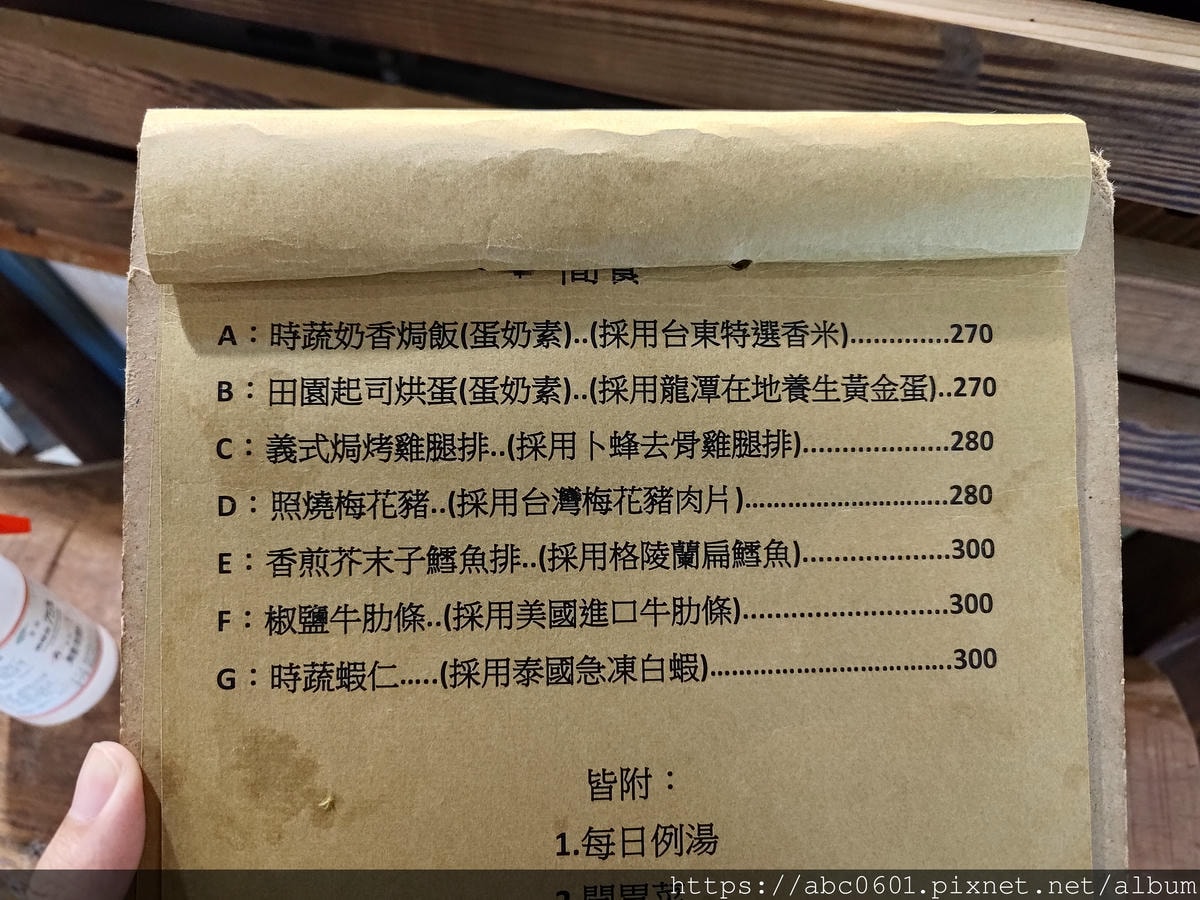 A：時蔬奶香焗飯(蛋奶素)..(採用台東特選香米).............270
B：田園起司烘蛋(蛋奶素)..(採用龍潭在地養生黃金蛋)..270
C：義式焗烤雞腿排..(採用卜蜂去骨雞腿排)...................280
D：照燒梅花豬..(採用台灣梅花豬肉片)..........................280
E：香煎芥末子鱈魚排..(採用格陵蘭扁鱈魚)...................300
F：椒鹽牛肋條..(採用美國進口牛肋條)..........................300
G：時蔬蝦仁.....(採用泰國急凍白蝦)...............................300
皆附：
1.每日例湯
2.開胃菜
https://abc0601.pixnet.net/album